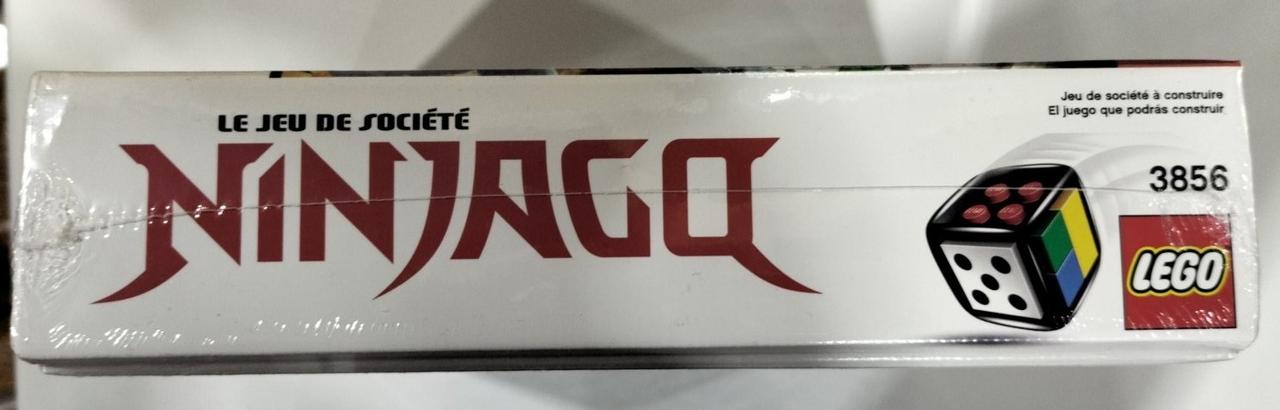 LE JEU DE SOCIÉTÉ
NINJAGO
Jeu de société à construire
El juego que podrás construir
3856
LEGO